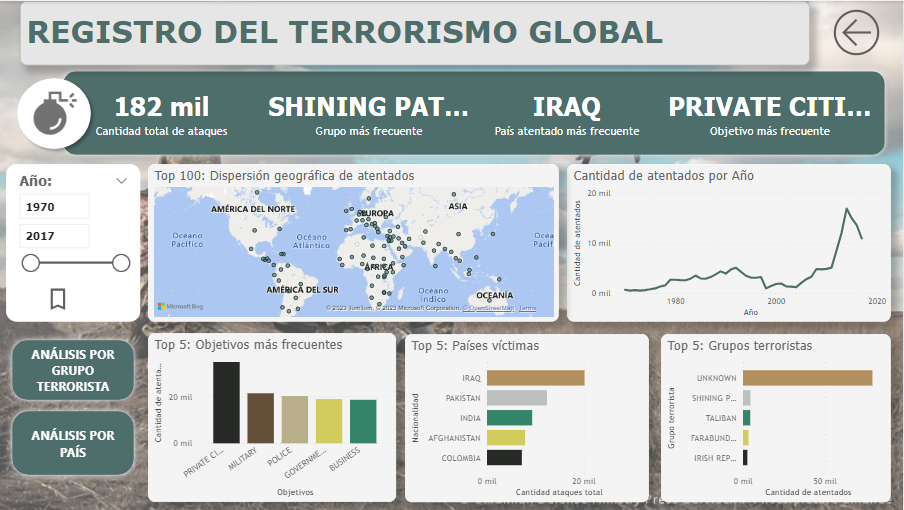 REGISTRO DEL TERRORISMO GLOBAL
182 mil
Cantidad total de ataques
SHINING PAT...
Grupo más frecuente
IRAQ
País atentado más frecuente
PRIVATE CITI...
Objetivo más frecuente
Año:
1970
2017
ANÁLISIS POR
GRUPO
TERRORISTA
ANÁLISIS POR
PAÍS
Top 100: Dispersión geográfica de atentados
AMÉRICA DEL NORTE
EUROPA
ASIA
Océano
Pacífico
Océano
Atlántico
ÁFRICA
AMÉRICA DEL SUR
Océano
Índico
OCEANÍA
Microsoft Bing
© 2023 TomTom, © 2023 Microsoft Corporation, © OpenStreetMap Terms
Cantidad de atentados por Año
Cantidad de atentados
20 mil
10 mil
0 mil
1980
2000
2020
Año
Top 5: Objetivos más frecuentes
Cantidad de atenta...
20 mil
0 mil
PRIVATE CI...
MILITARY
POLICE
GOVERNME...
BUSINESS
Objetivos
Top 5: Países víctimas
Nacionalidad
IRAQ
PAKISTAN
INDIA
AFGHANISTAN
COLOMBIA
0 mil
20 mil
Cantidad ataques total
Top 5: Grupos terroristas
Grupo terrorista
UNKNOWN
SHINING P...
TALIBAN
FARABUND...
IRISH REP...
0 mil
50 mil
Cantidad de atentados